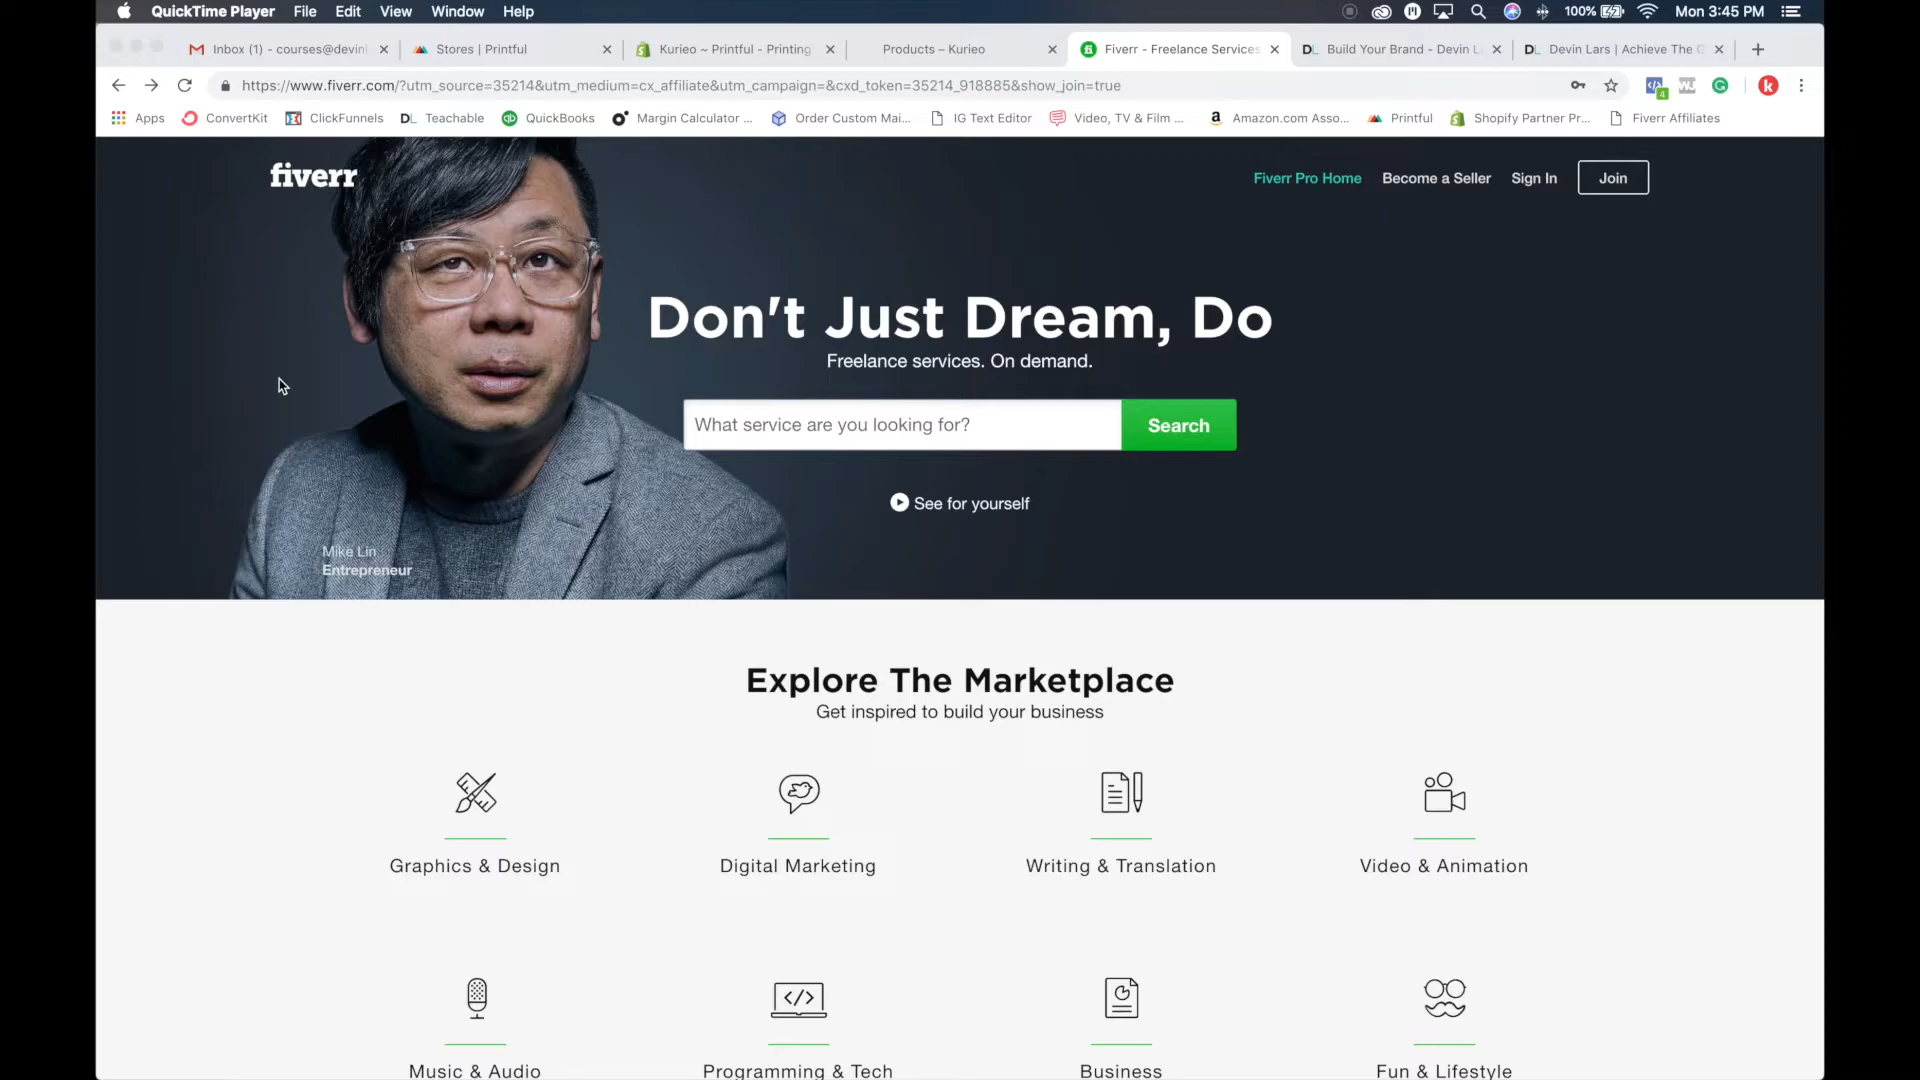 QuickTime Player File Edit View Window Help 100% Mon 3:45 PM
Inbox (1) - courses@devinl Stores | Printful Kurieo ~ Printful - Printing Products – Kurieo Fiverr - Freelance Services DL Build Your Brand - Devin L DL Devin Lars | Achieve The G
https://www.fiverr.com/?utm_source=35214&utm_medium=cx_affiliate&utm_campaign=&cxd_token=35214_918885&show_join=true
Apps ConvertKit ClickFunnels DL Teachable QuickBooks Margin Calculator ... Order Custom Mai... IG Text Editor Video, TV & Film ... Amazon.com Asso... Printful Shopify Partner Pr... Fiverr Affiliates
fiverr
Fiverr Pro Home Become a Seller Sign In Join
Don't Just Dream, Do
Freelance services. On demand.
What service are you looking for? Search
See for yourself
Mike Lin
Entrepreneur
Explore The Marketplace
Get inspired to build your business
Graphics & Design Digital Marketing Writing & Translation Video & Animation
Music & Audio Programming & Tech Business Fun & Lifestyle